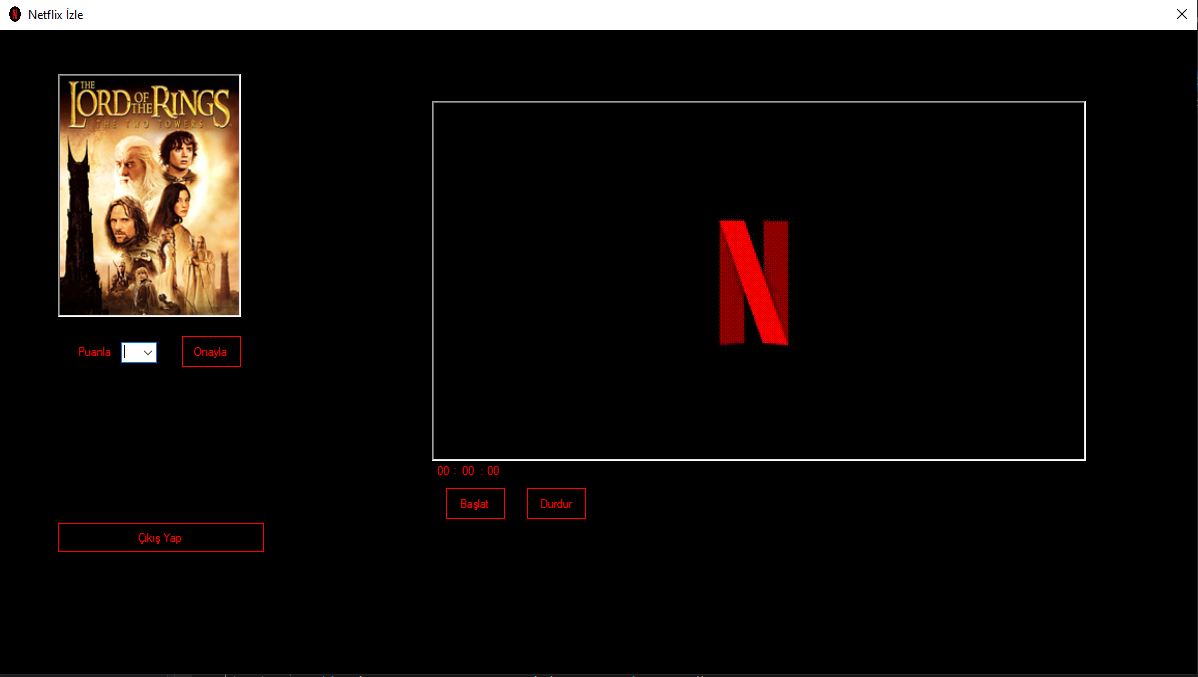 Netflix İzle
THE
LORD OF THE RINGS
THE TWO TOWERS
N
Puanla
Onayla
00 : 00 : 00
Başlat
Durdur
Çıkış Yap